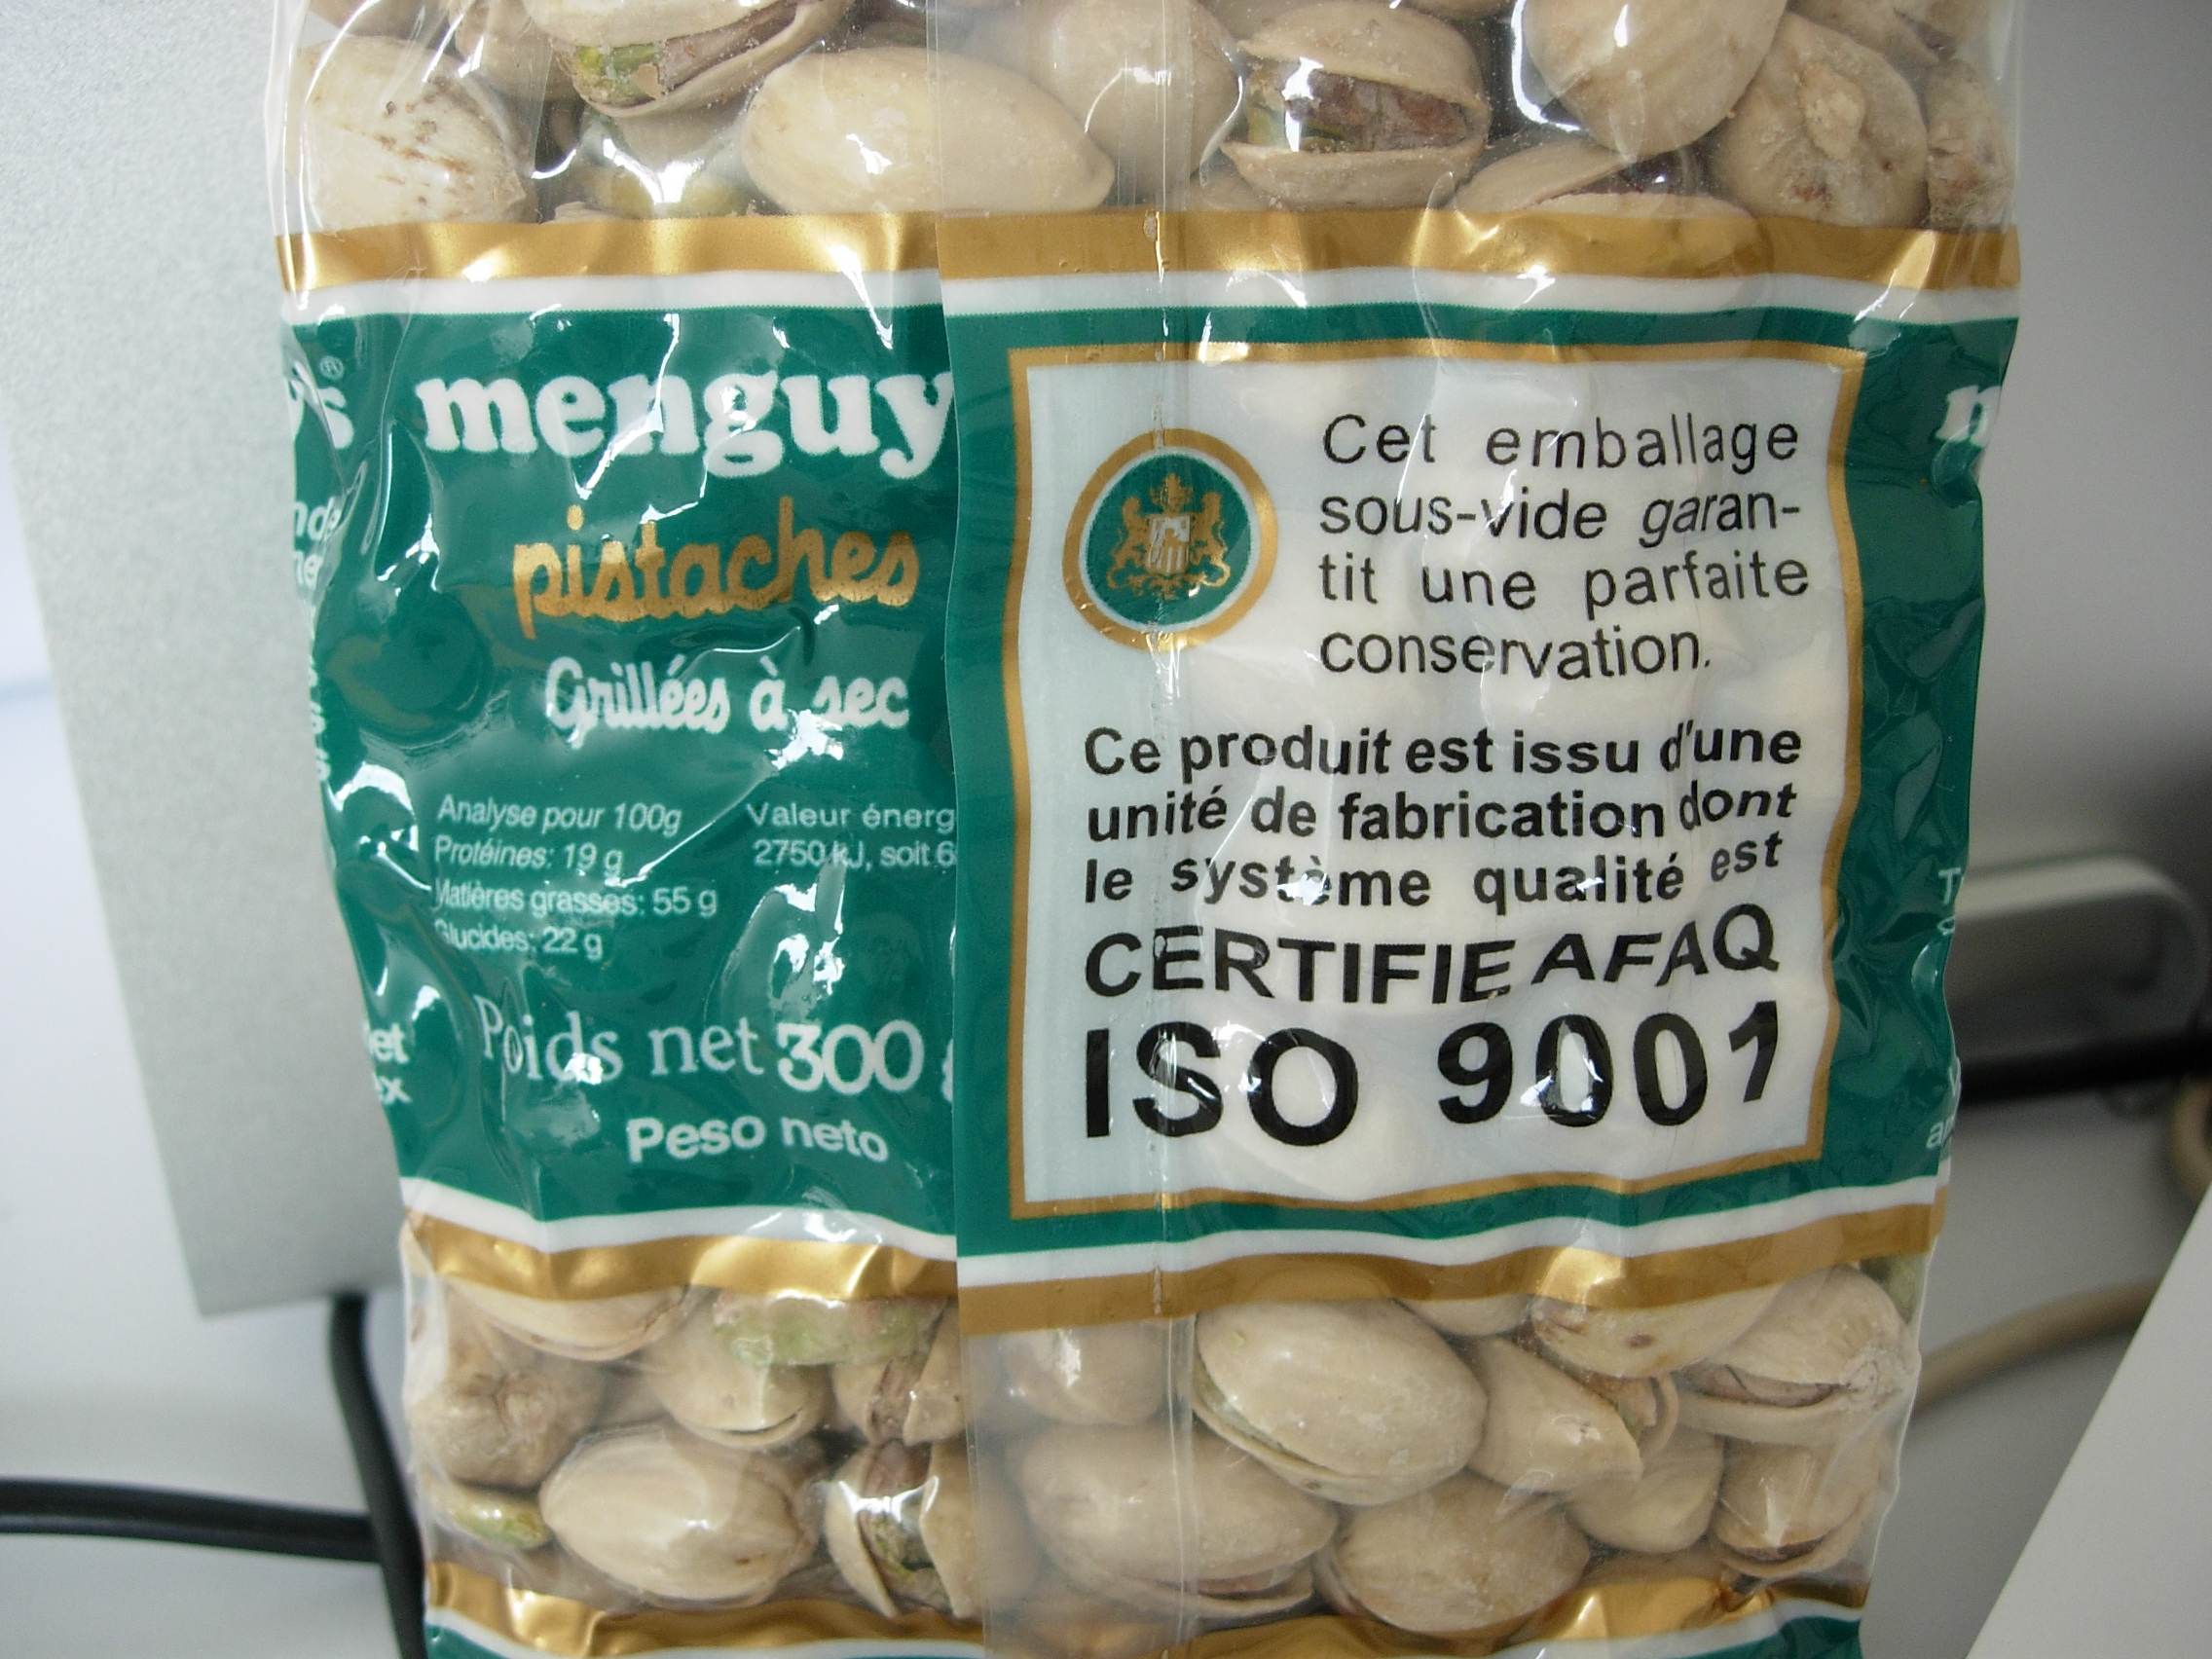 menguy
pistaches
Grillées à sec
Analyse pour 100g
Protéines: 19 g
Matières grasses: 55 g
Glucides: 22 g
Valeur énerg
2750 kJ, soit 6
Poids net 300 g
Peso neto
Cet emballage
sous-vide garan-
tit une parfaite
conservation.
Ce produit est issu d'une
unité de fabrication dont
le système qualité est
CERTIFIE AFAQ
ISO 9001